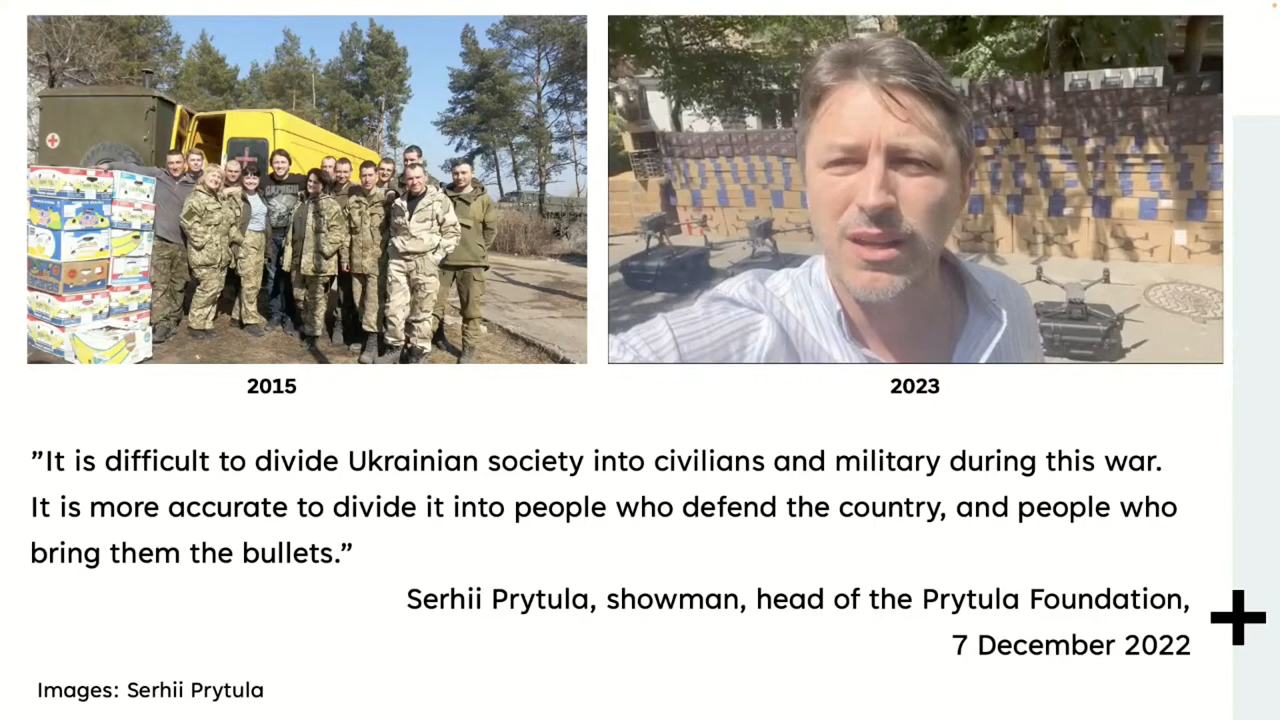 2015
2023
”It is difficult to divide Ukrainian society into civilians and military during this war.
It is more accurate to divide it into people who defend the country, and people who
bring them the bullets.”
Serhii Prytula, showman, head of the Prytula Foundation,
7 December 2022
Images: Serhii Prytula